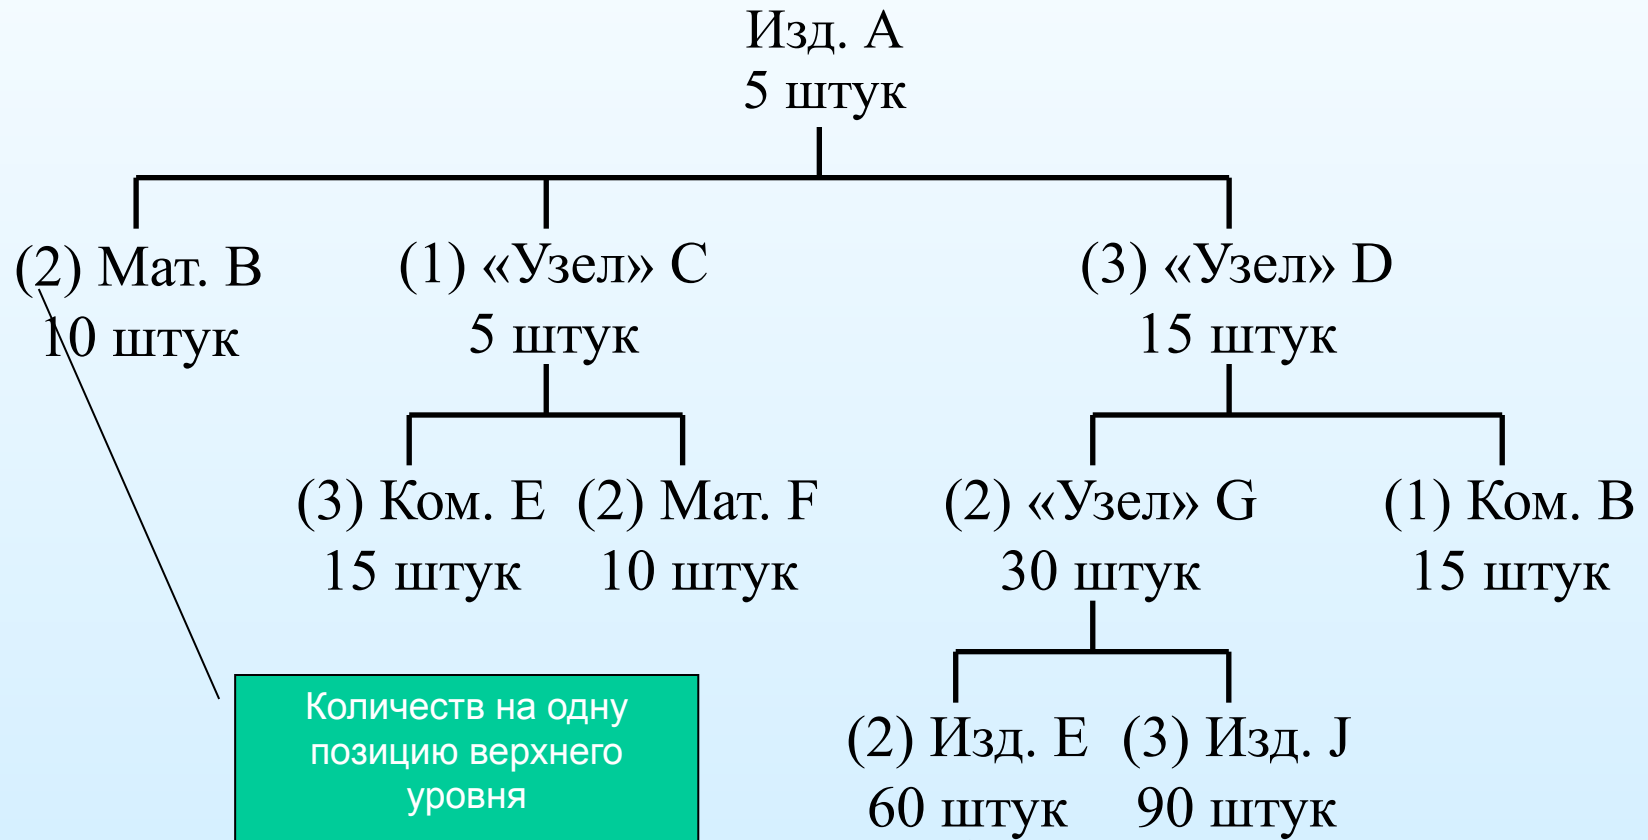 Изд. A
5 штук
(2) Мат. B
10 штук
(1) «Узел» C
5 штук
(3) «Узел» D
15 штук
(3) Ком. E
15 штук
(2) Мат. F
10 штук
(2) «Узел» G
30 штук
(1) Ком. B
15 штук
(2) Изд. E
60 штук
(3) Изд. J
90 штук
Количеств на одну
позицию верхнего
уровня